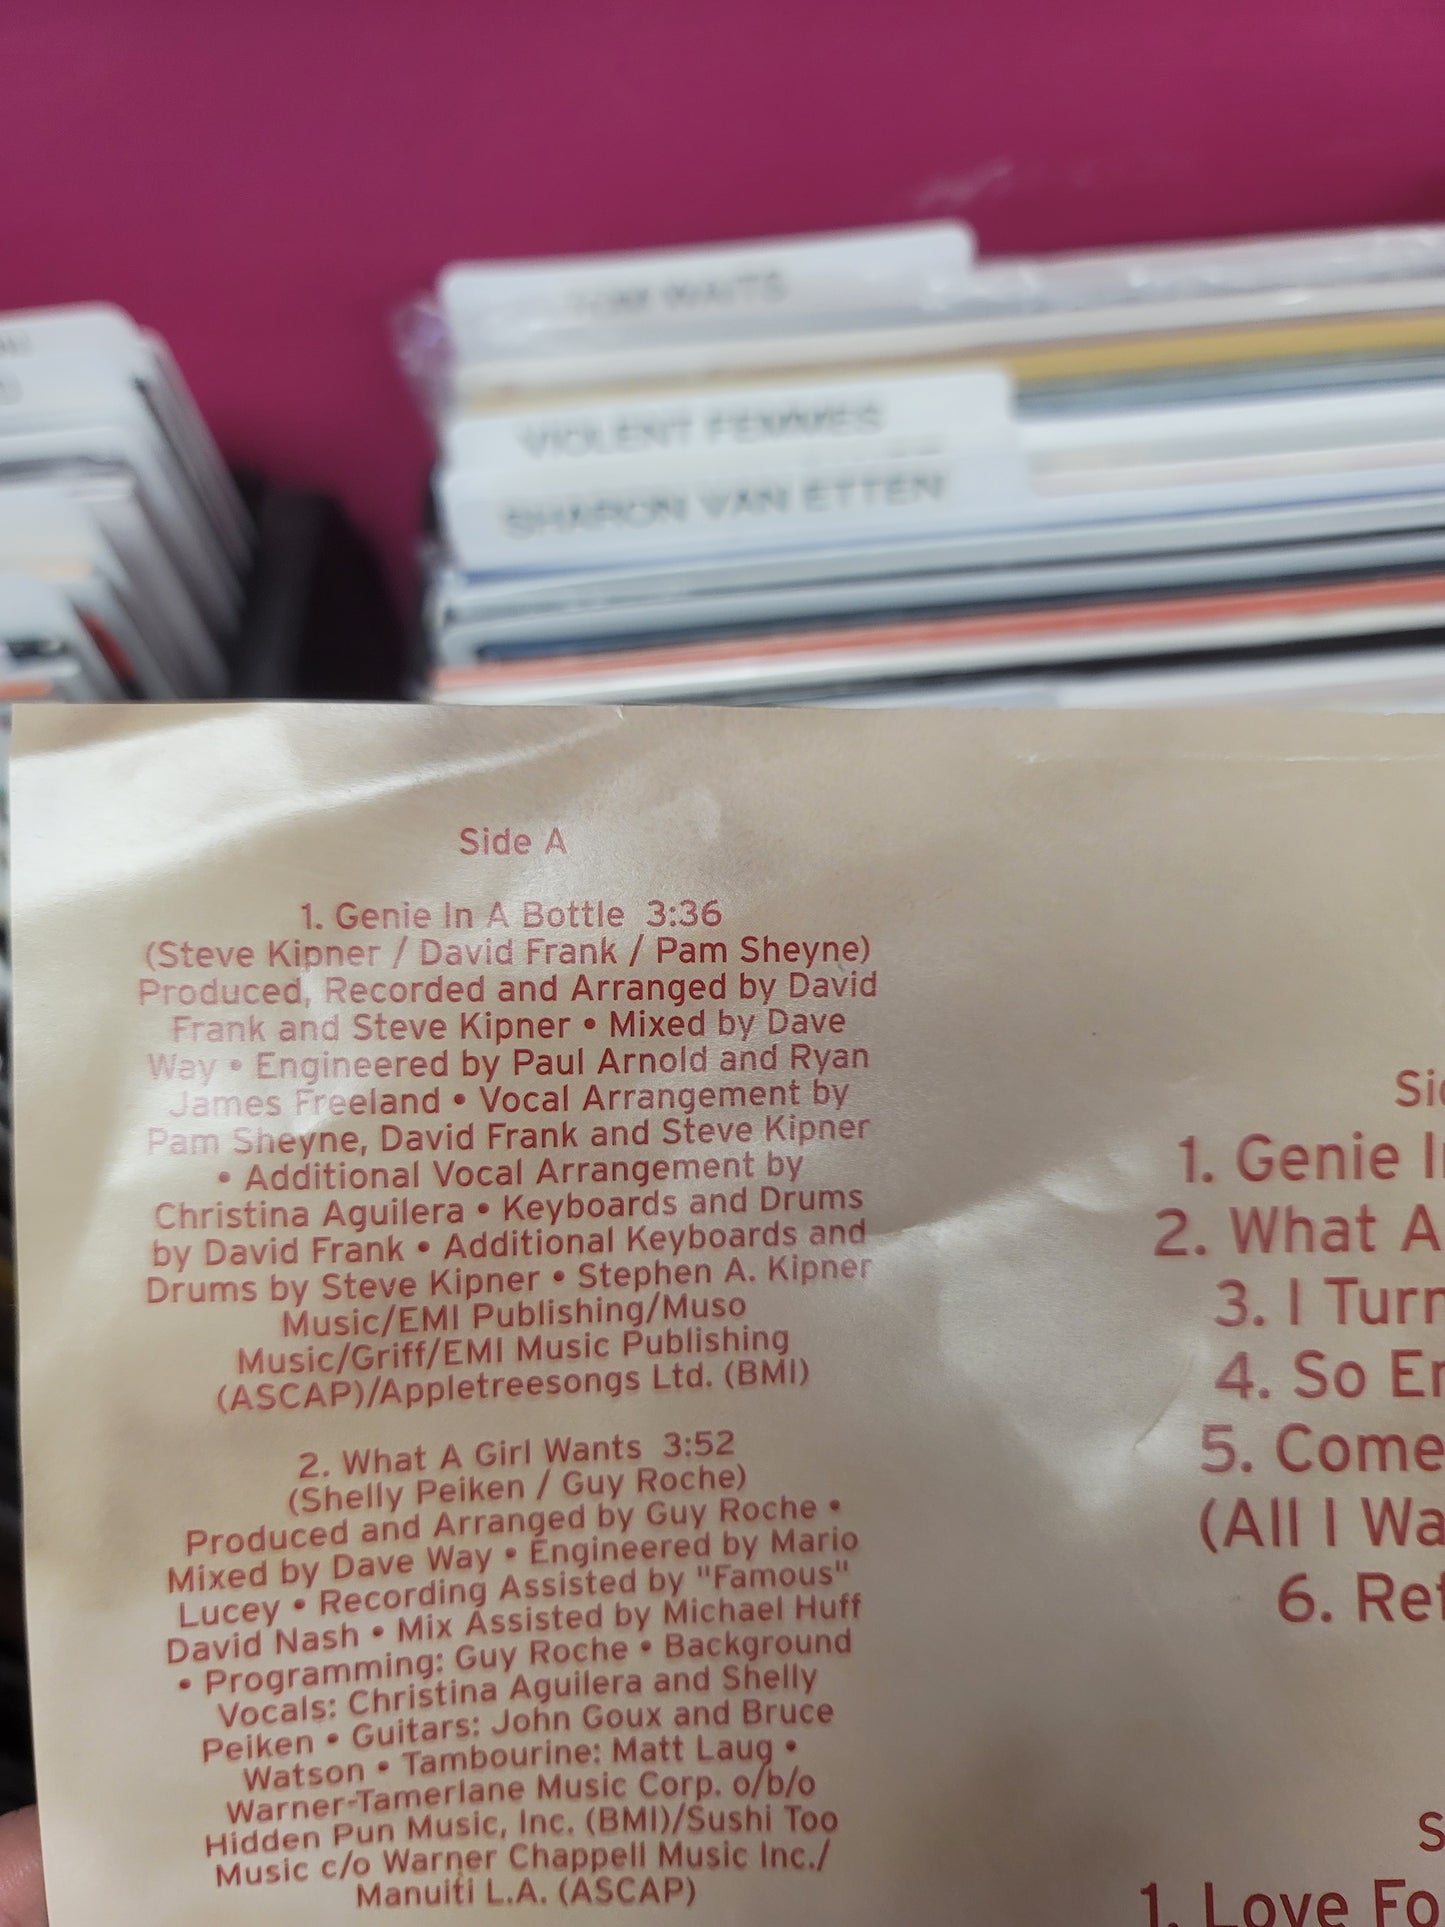 TOM WAITS
VIOLENT FEMMES
SHARON VAN ETTEN
Side A
1. Genie In A Bottle 3:36
(Steve Kipner / David Frank / Pam Sheyne)
Produced, Recorded and Arranged by David
Frank and Steve Kipner • Mixed by Dave
Way • Engineered by Paul Arnold and Ryan
James Freeland • Vocal Arrangement by
Pam Sheyne, David Frank and Steve Kipner
• Additional Vocal Arrangement by
Christina Aguilera • Keyboards and Drums
by David Frank • Additional Keyboards and
Drums by Steve Kipner • Stephen A. Kipner
Music/EMI Publishing/Muso
Music/Griff/EMI Music Publishing
(ASCAP)/Appletreesongs Ltd. (BMI)
2. What A Girl Wants 3:52
(Shelly Peiken / Guy Roche)
Produced and Arranged by Guy Roche •
Mixed by Dave Way • Engineered by Mario
Lucey • Recording Assisted by "Famous"
David Nash • Mix Assisted by Michael Huff
• Programming: Guy Roche • Background
Vocals: Christina Aguilera and Shelly
Peiken • Guitars: John Goux and Bruce
Watson • Tambourine: Matt Laug •
Warner-Tamerlane Music Corp. o/b/o
Hidden Pun Music, Inc. (BMI)/Sushi Too
Music c/o Warner Chappell Music Inc./
Manuiti L.A. (ASCAP)
1. Genie
2. What A
3. I Turn
4. So
5. Come
(All I Wa
6. Ref
1. Love Fo